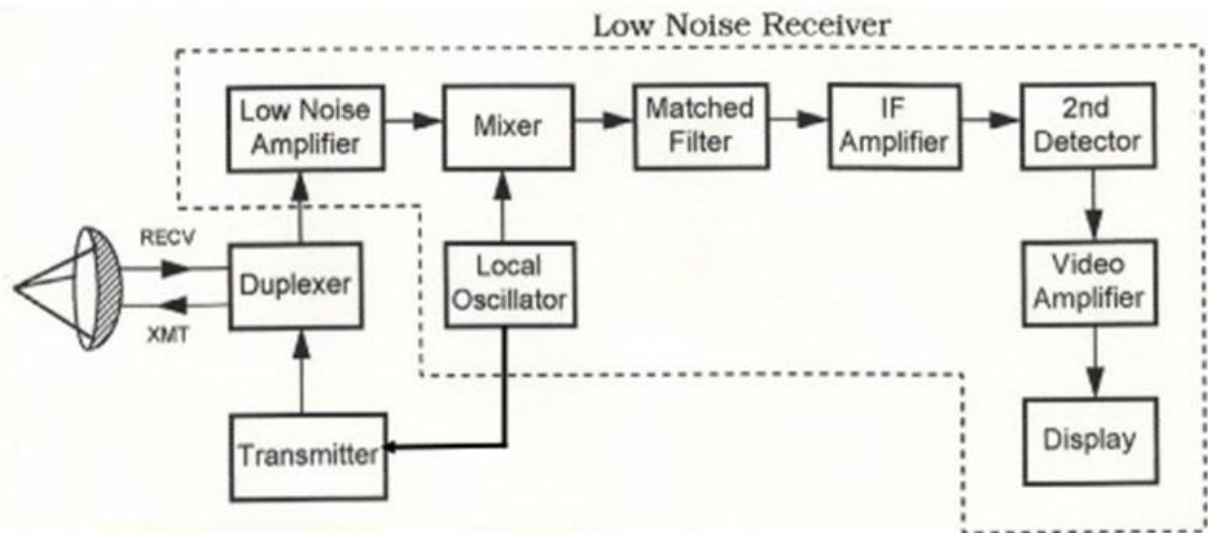 Low Noise Receiver
Low Noise
Amplifier
Mixer
Matched
Filter
IF
Amplifier
2nd
Detector
RECV
XMT
Duplexer
Local
Oscillator
Video
Amplifier
Transmitter
Display